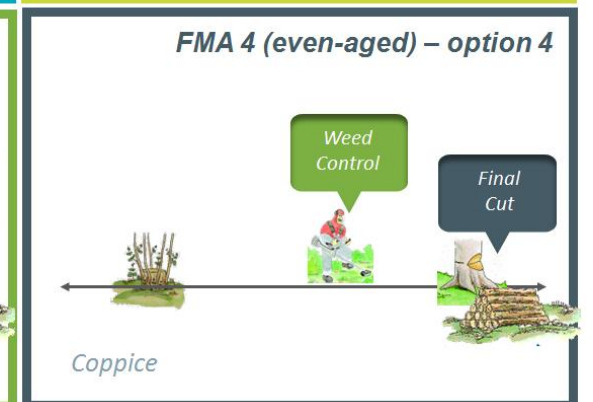 FMA 4 (even-aged) – option 4
Weed
Control
Final
Cut
Coppice